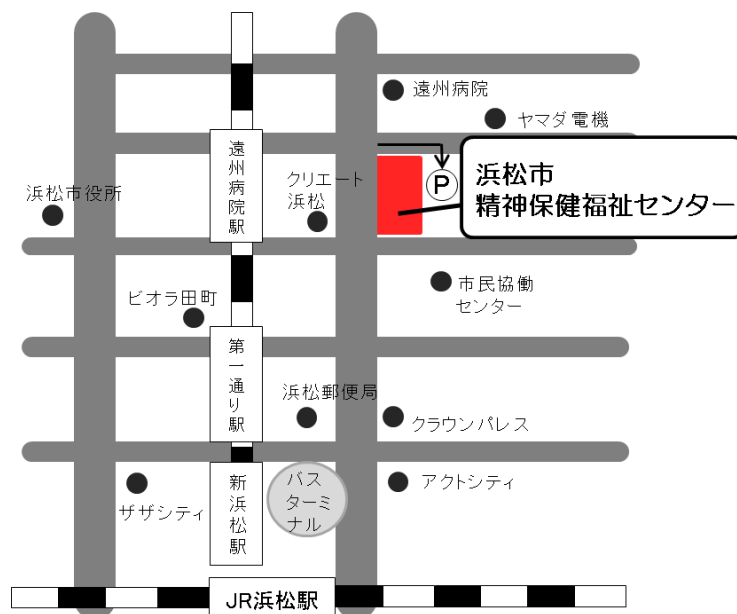 遠州病院
ヤマダ電機
遠州病院駅
クリエート
浜松
P
浜松市
精神保健福祉センター
浜松市役所
市民協働
センター
ビオラ田町
第一通り駅
浜松郵便局
クラウンパレス
ザザシティ
新浜松駅
バス
ターミ
ナル
アクトシティ
JR浜松駅